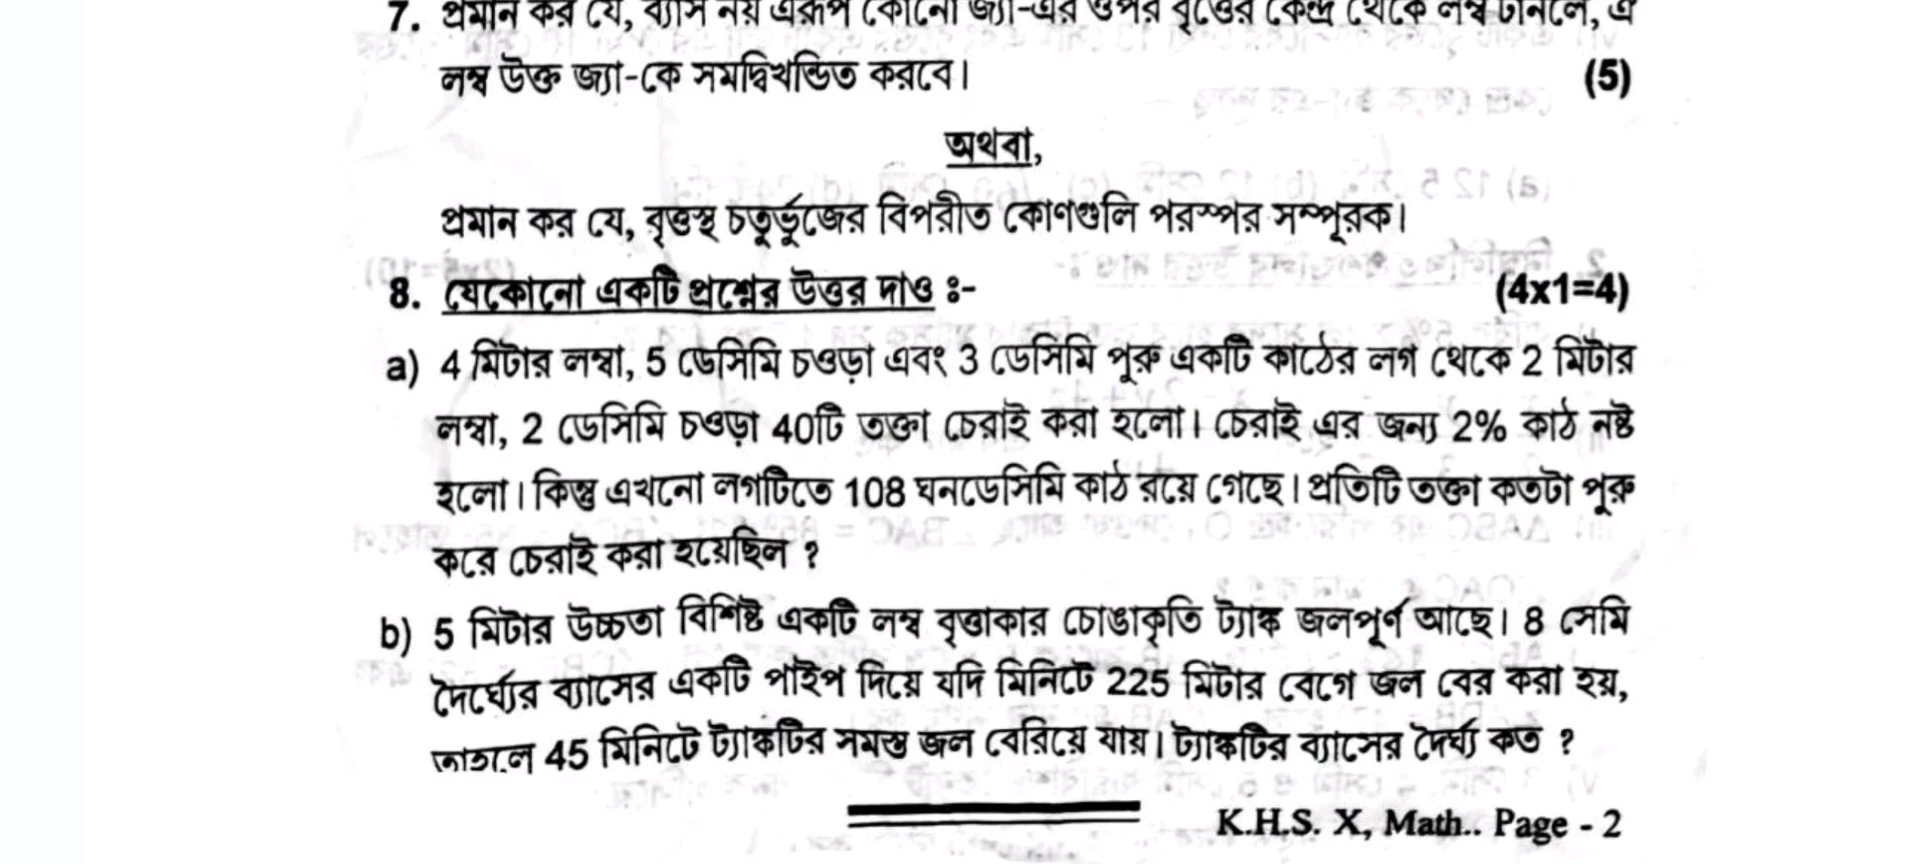 7. প্রমান কর যে, ব্যাস নয় এরূপ কোনো জ্যা-এর ওপর বৃত্তের কেন্দ্র থেকে লম্ব টানলে, ঐ
লম্ব উক্ত জ্যা-কে সমদ্বিখন্ডিত করবে। (5)
অথবা,
প্রমান কর যে, বৃত্তস্থ চতুর্ভুজের বিপরীত কোণগুলি পরস্পর সম্পূরক।
8. যেকোনো একটি প্রশ্নের উত্তর দাও ঃ- (4x1=4)
a) 4 মিটার লম্বা, 5 ডেসিমি চওড়া এবং 3 ডেসিমি পুরু একটি কাঠের লগ থেকে 2 মিটার
লম্বা, 2 ডেসিমি চওড়া 40টি তক্তা চেরাই করা হলো। চেরাই এর জন্য 2% কাঠ নষ্ট
হলো। কিন্তু এখনো লগটিতে 108 ঘনডেসিমি কাঠ রয়ে গেছে। প্রতিটি তক্তা কতটা পুরু
করে চেরাই করা হয়েছিল ?
b) 5 মিটার উচ্চতা বিশিষ্ট একটি লম্ব বৃত্তাকার চোঙাকৃতি ট্যাঙ্ক জলপূর্ণ আছে। 8 সেমি
দৈর্ঘ্যের ব্যাসের একটি পাইপ দিয়ে যদি মিনিটে 225 মিটার বেগে জল বের করা হয়,
তাহলে 45 মিনিটে ট্যাঙ্কটির সমস্ত জল বেরিয়ে যায়। ট্যাঙ্কটির ব্যাসের দৈর্ঘ্য কত ?
K.H.S. X, Math.. Page - 2